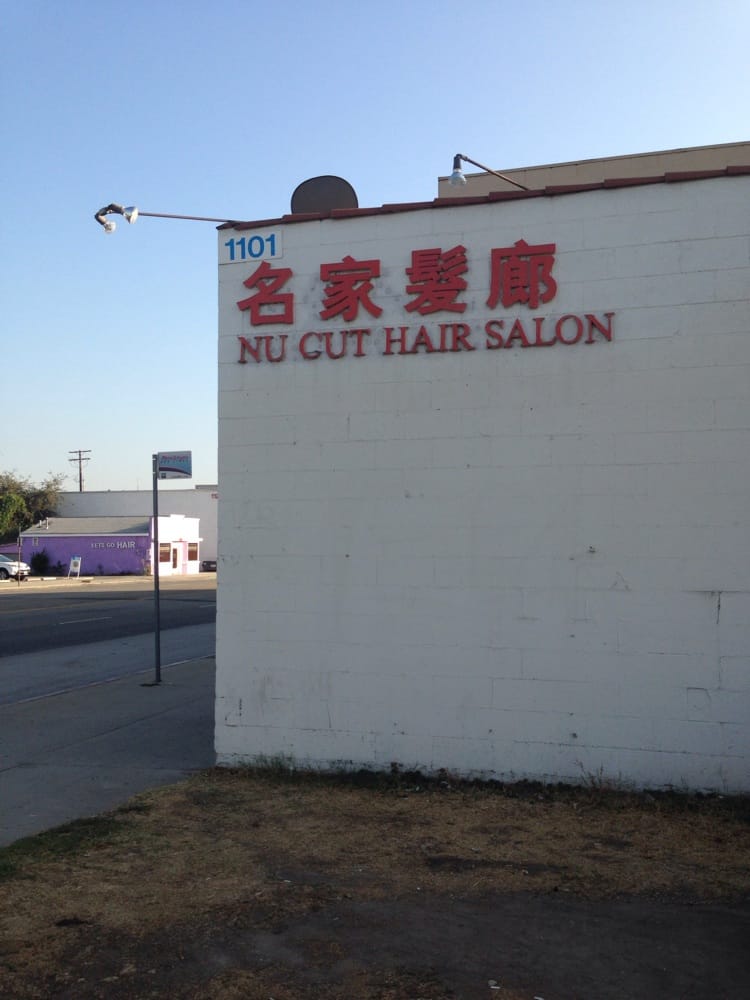 1101
名家髮廊
NU CUT HAIR SALON
LETS GO HAIR